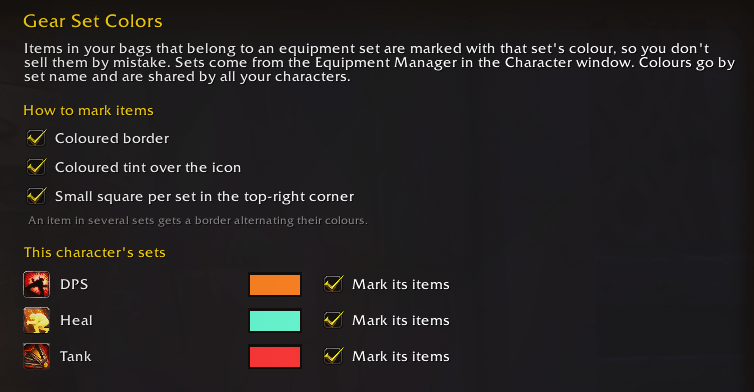 Gear Set Colors
Items in your bags that belong to an equipment set are marked with that set's colour, so you don't
sell them by mistake. Sets come from the Equipment Manager in the Character window. Colours go by
set name and are shared by all your characters.
How to mark items
Coloured border
Coloured tint over the icon
Small square per set in the top-right corner
An item in several sets gets a border alternating their colours.
This character's sets
DPS Mark its items
Heal Mark its items
Tank Mark its items